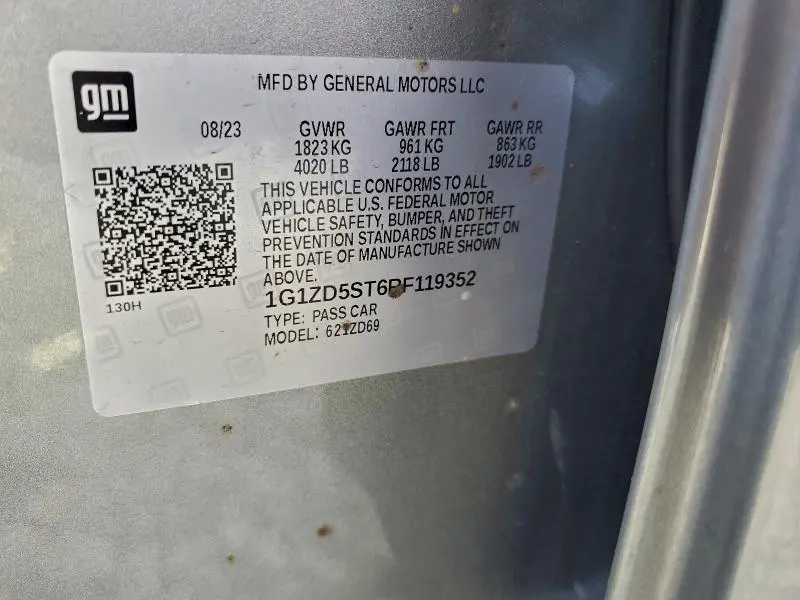 gm
MFD BY GENERAL MOTORS LLC
08/23 GVWR GAWR FRT GAWR RR
1823 KG 961 KG 863 KG
4020 LB 2118 LB 1902 LB
THIS VEHICLE CONFORMS TO ALL
APPLICABLE U.S. FEDERAL MOTOR
VEHICLE SAFETY, BUMPER, AND THEFT
PREVENTION STANDARDS IN EFFECT ON
THE DATE OF MANUFACTURE SHOWN
ABOVE.
130H
1G1ZD5ST6RF119352
TYPE: PASS CAR
MODEL: 621ZD69